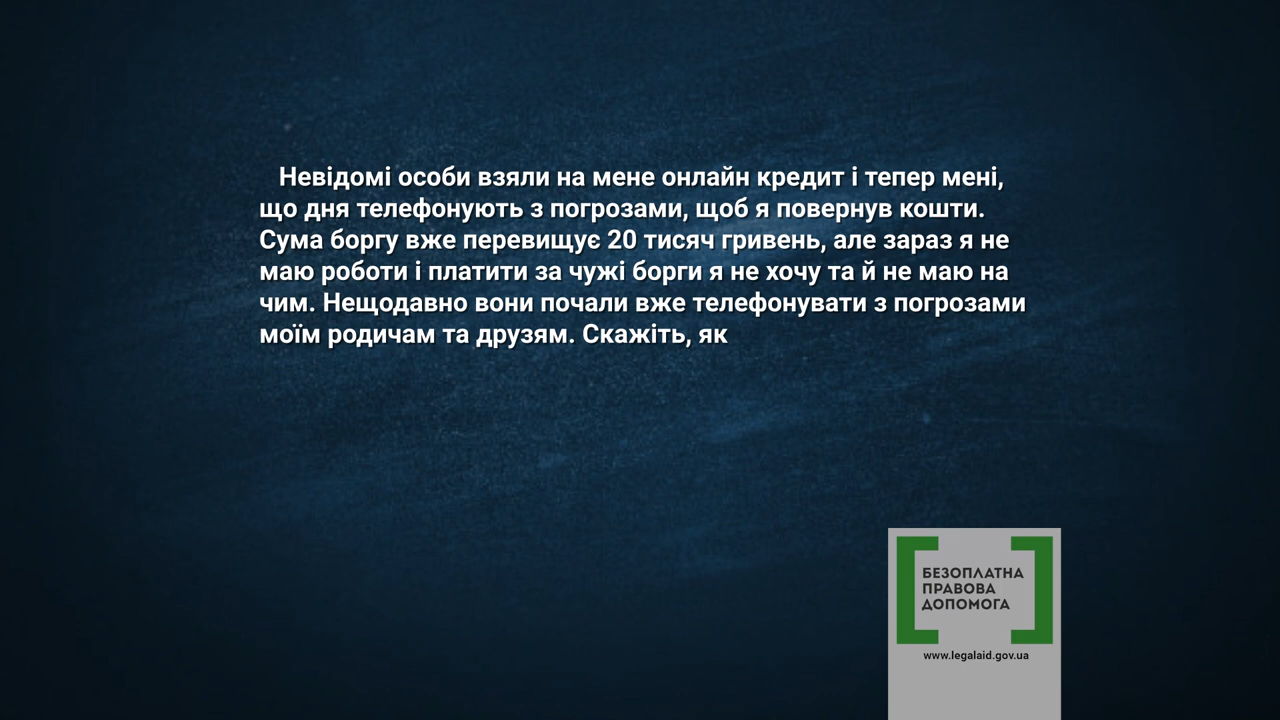 Невідомі особи взяли на мене онлайн кредит і тепер мені,
що дня телефонують з погрозами, щоб я повернув кошти.
Сума боргу вже перевищує 20 тисяч гривень, але зараз я не
маю роботи і платити за чужі борги я не хочу та й не маю на
чим. Нещодавно вони почали вже телефонувати з погрозами
моїм родичам та друзям. Скажіть, як
БЕЗОПЛАТНА
ПРАВОВА
ДОПОМОГА
www.legalaid.gov.ua